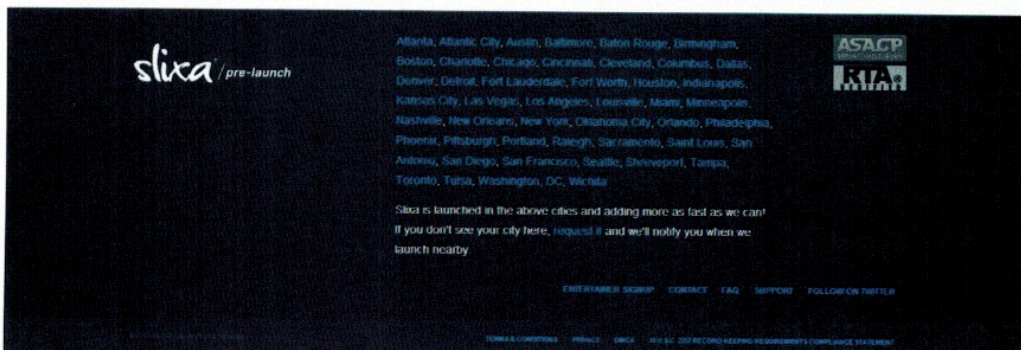 slixa / pre-launch
Atlanta, Atlantic City, Austin, Baltimore, Baton Rouge, Birmingham,
Boston, Charlotte, Chicago, Cincinnati, Cleveland, Columbus, Dallas,
Denver, Detroit, Fort Lauderdale, Fort Worth, Houston, Indianapolis,
Kansas City, Las Vegas, Los Angeles, Louisville, Miami, Minneapolis,
Nashville, New Orleans, New York, Oklahoma City, Orlando, Philadelphia,
Phoenix, Pittsburgh, Portland, Raleigh, Sacramento, Saint Louis, San
Antonio, San Diego, San Francisco, Seattle, Shreveport, Tampa,
Toronto, Tulsa, Washington, DC, Wichita
Slixa is launched in the above cities and adding more as fast as we can!
If you don't see your city here, request it and we'll notify you when we
launch nearby.
ASACP
RTA
ENTERTAINER SIGNUP CONTACT FAQ SUPPORT FOLLOW ON TWITTER
TERMS & CONDITIONS PRIVACY DMCA 18 U.S.C. 2257 RECORD-KEEPING REQUIREMENTS COMPLIANCE STATEMENT